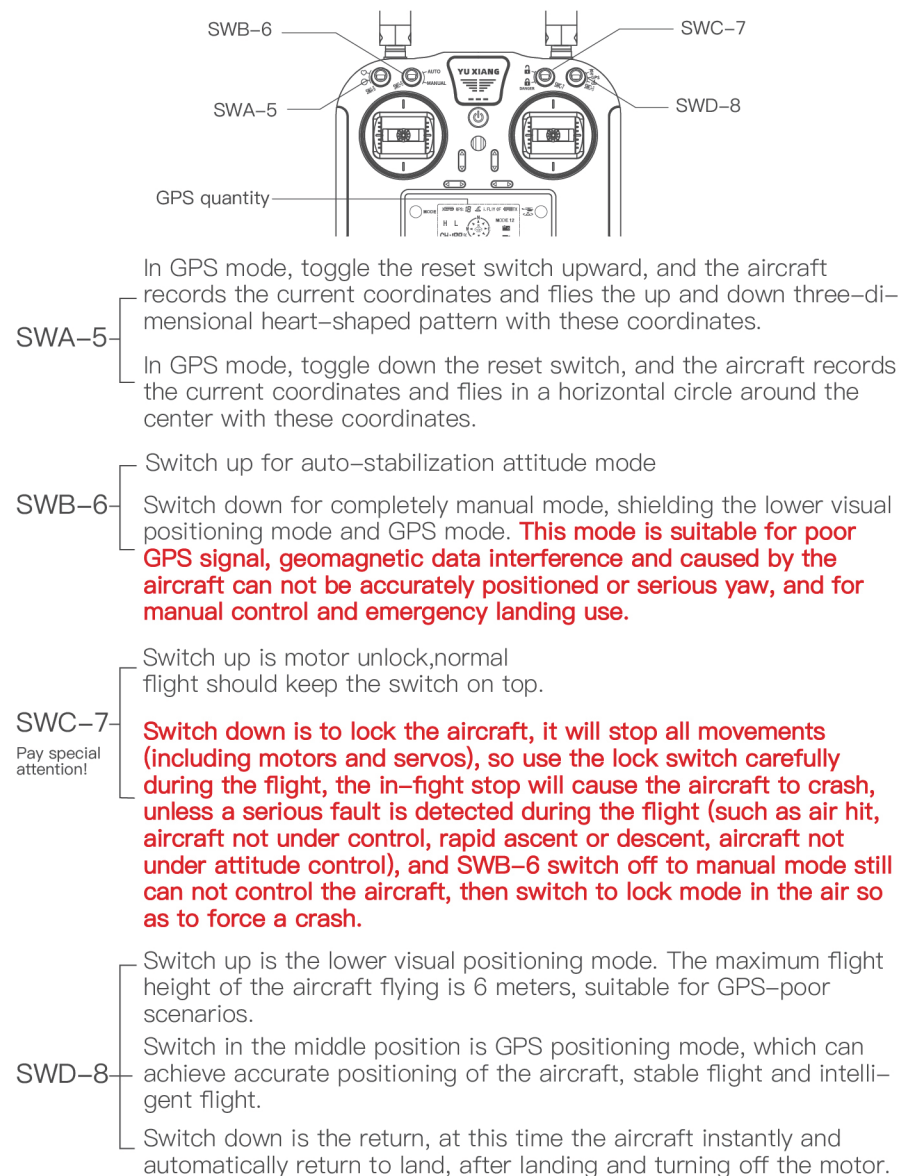 SWB–6
SWC–7
AUTO
YU XIANG
MANUAL
DANGER
SWA–5
SWD–8
GPS quantity
MODE
H L
MODE 12
In GPS mode, toggle the reset switch upward, and the aircraft
records the current coordinates and flies the up and down three–di–
mensional heart–shaped pattern with these coordinates.
SWA–5
In GPS mode, toggle down the reset switch, and the aircraft records
the current coordinates and flies in a horizontal circle around the
center with these coordinates.
Switch up for auto–stabilization attitude mode
SWB–6
Switch down for completely manual mode, shielding the lower visual
positioning mode and GPS mode. This mode is suitable for poor
GPS signal, geomagnetic data interference and caused by the
aircraft can not be accurately positioned or serious yaw, and for
manual control and emergency landing use.
Switch up is motor unlock,normal
flight should keep the switch on top.
SWC–7
Pay special
attention!
Switch down is to lock the aircraft, it will stop all movements
(including motors and servos), so use the lock switch carefully
during the flight, the in–fight stop will cause the aircraft to crash,
unless a serious fault is detected during the flight (such as air hit,
aircraft not under control, rapid ascent or descent, aircraft not
under attitude control), and SWB–6 switch off to manual mode still
can not control the aircraft, then switch to lock mode in the air so
as to force a crash.
Switch up is the lower visual positioning mode. The maximum flight
height of the aircraft flying is 6 meters, suitable for GPS–poor
scenarios.
SWD–8
Switch in the middle position is GPS positioning mode, which can
achieve accurate positioning of the aircraft, stable flight and intelli–
gent flight.
Switch down is the return, at this time the aircraft instantly and
automatically return to land, after landing and turning off the motor.